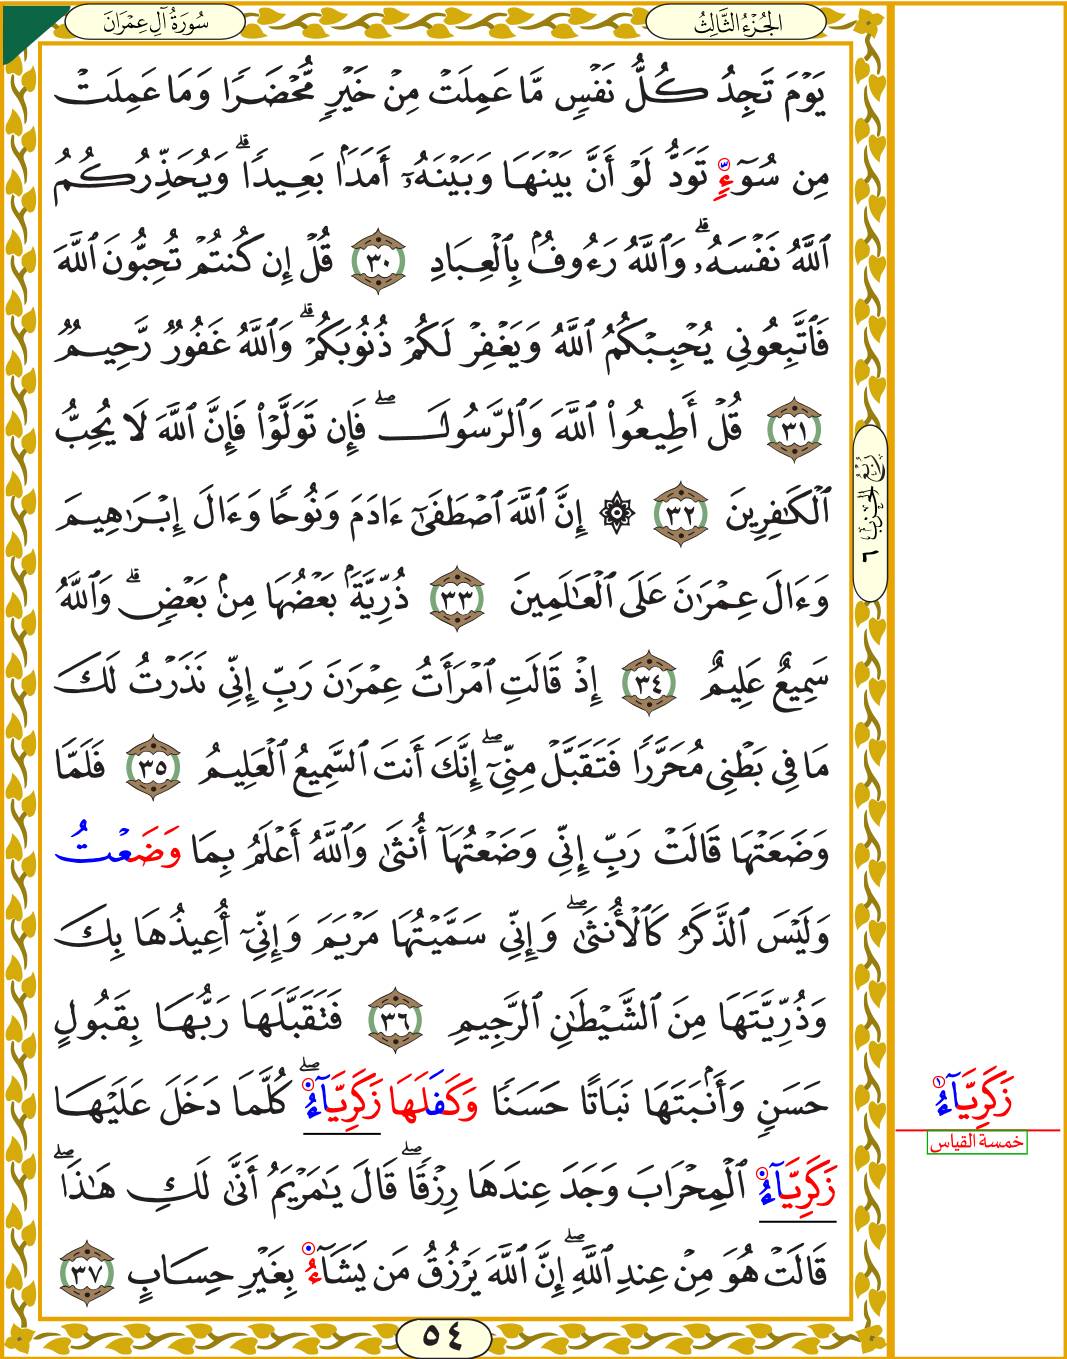 سُورَةُ آلِ عِمْرَانَ
الجُزْءُ الثَّالِثُ
يَوْمَ تَجِدُ كُلُّ نَفْسٍ مَّا عَمِلَتْ مِنْ خَيْرٍ مُّحْضَرًا وَمَا عَمِلَتْ
مِن سُوٓءٍ تَوَدُّ لَوْ أَنَّ بَيْنَهَا وَبَيْنَهُۥٓ أَمَدَۢا بَعِيدًاۗ وَيُحَذِّرُكُمُ
ٱللَّهُ نَفْسَهُۥۗ وَٱللَّهُ رَءُوفُۢ بِٱلْعِبَادِ ٣٠ قُلْ إِن كُنتُمْ تُحِبُّونَ ٱللَّهَ
فَٱتَّبِعُونِي يُحْبِبْكُمُ ٱللَّهُ وَيَغْفِرْ لَكُمْ ذُنُوبَكُمْۗ وَٱللَّهُ غَفُورٌ رَّحِيمٌ
٣١ قُلْ أَطِيعُوا۟ ٱللَّهَ وَٱلرَّسُولَۖ فَإِن تَوَلَّوْا۟ فَإِنَّ ٱللَّهَ لَا يُحِبُّ
ٱلْكَٰفِرِينَ ٣٢ ۞ إِنَّ ٱللَّهَ ٱصْطَفَىٰٓ ءَادَمَ وَنُوحًا وَءَالَ إِبْرَٰهِيمَ
وَءَالَ عِمْرَٰنَ عَلَى ٱلْعَٰلَمِينَ ٣٣ ذُرِّيَّةَۢ بَعْضُهَا مِنۢ بَعْضٍۗ وَٱللَّهُ
سَمِيعٌ عَلِيمٌ ٣٤ إِذْ قَالَتِ ٱمْرَأَتُ عِمْرَٰنَ رَبِّ إِنِّي نَذَرْتُ لَكَ
مَا فِي بَطْنِي مُحَرَّرًا فَتَقَبَّلْ مِنِّيٓۖ إِنَّكَ أَنتَ ٱلسَّمِيعُ ٱلْعَلِيمُ ٣٥ فَلَمَّا
وَضَعَتْهَا قَالَتْ رَبِّ إِنِّي وَضَعْتُهَآ أُنثَىٰ وَٱللَّهُ أَعْلَمُ بِمَا وَضَعْتُ
وَلَيْسَ ٱلذَّكَرُ كَٱلْأُنثَىٰۖ وَإِنِّي سَمَّيْتُهَا مَرْيَمَ وَإِنِّيٓ أُعِيذُهَا بِكَ
وَذُرِّيَّتَهَا مِنَ ٱلشَّيْطَٰنِ ٱلرَّجِيمِ ٣٦ فَتَقَبَّلَهَا رَبُّهَا بِقَبُولٍ
حَسَنٍ وَأَنۢبَتَهَا نَبَاتًا حَسَنًا وَكَفَلَهَا زَكَرِيَّآءُۖ كُلَّمَا دَخَلَ عَلَيْهَا
زَكَرِيَّآءُ ٱلْمِحْرَابَ وَجَدَ عِندَهَا رِزْقًاۖ قَالَ يَٰمَرْيَمُ أَنَّىٰ لَكِ هَٰذَاۖ
قَالَتْ هُوَ مِنْ عِندِ ٱللَّهِۖ إِنَّ ٱللَّهَ يَرْزُقُ مَن يَشَآءُ بِغَيْرِ حِسَابٍ ٣٧
٥٤
رُبُعُ الحِزْبِ ٦
زَكَرِيَّآءُ
خمسة القياس